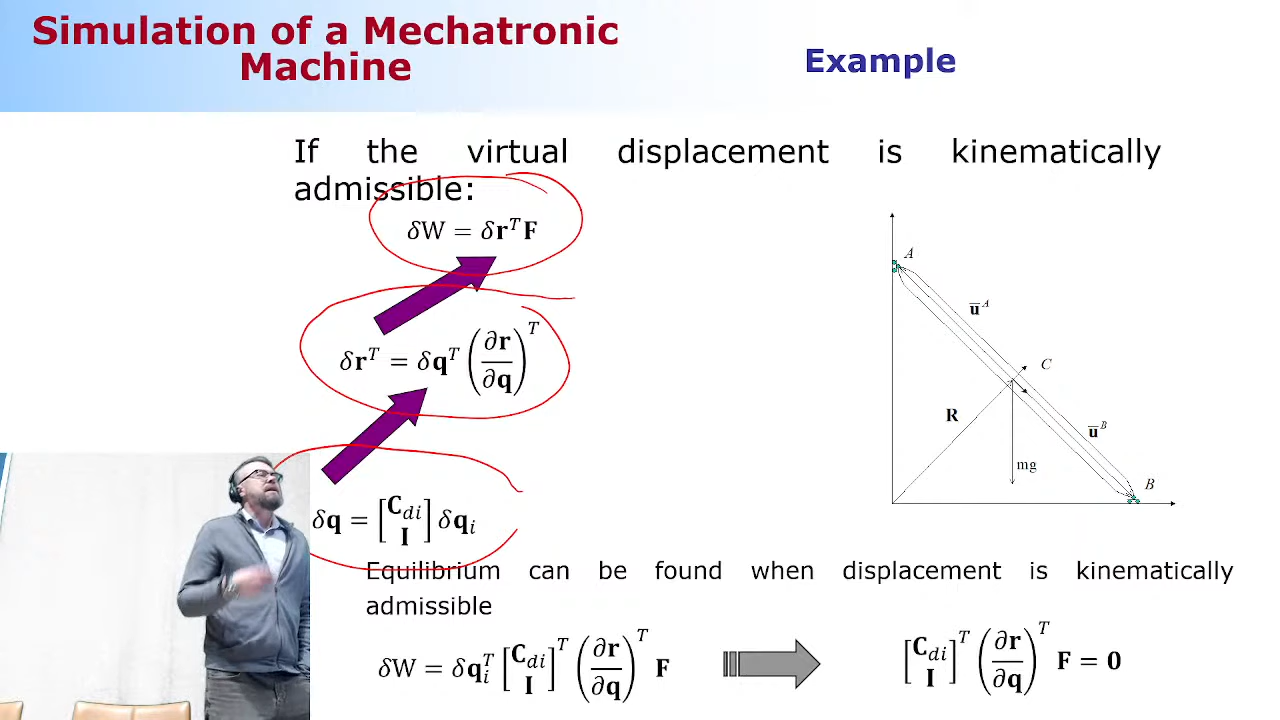 Simulation of a Mechatronic
Machine
Example
If the virtual displacement is kinematically
admissible:
δW = δr^T F
δr^T = δq^T (∂r/∂q)^T
δq = [C_di I] δq_i
A
u̅^A
C
R
u̅^B
mg
B
Equilibrium can be found when displacement is kinematically
admissible
δW = δq_i^T [C_di I]^T (∂r/∂q)^T F
[C_di I]^T (∂r/∂q)^T F = 0